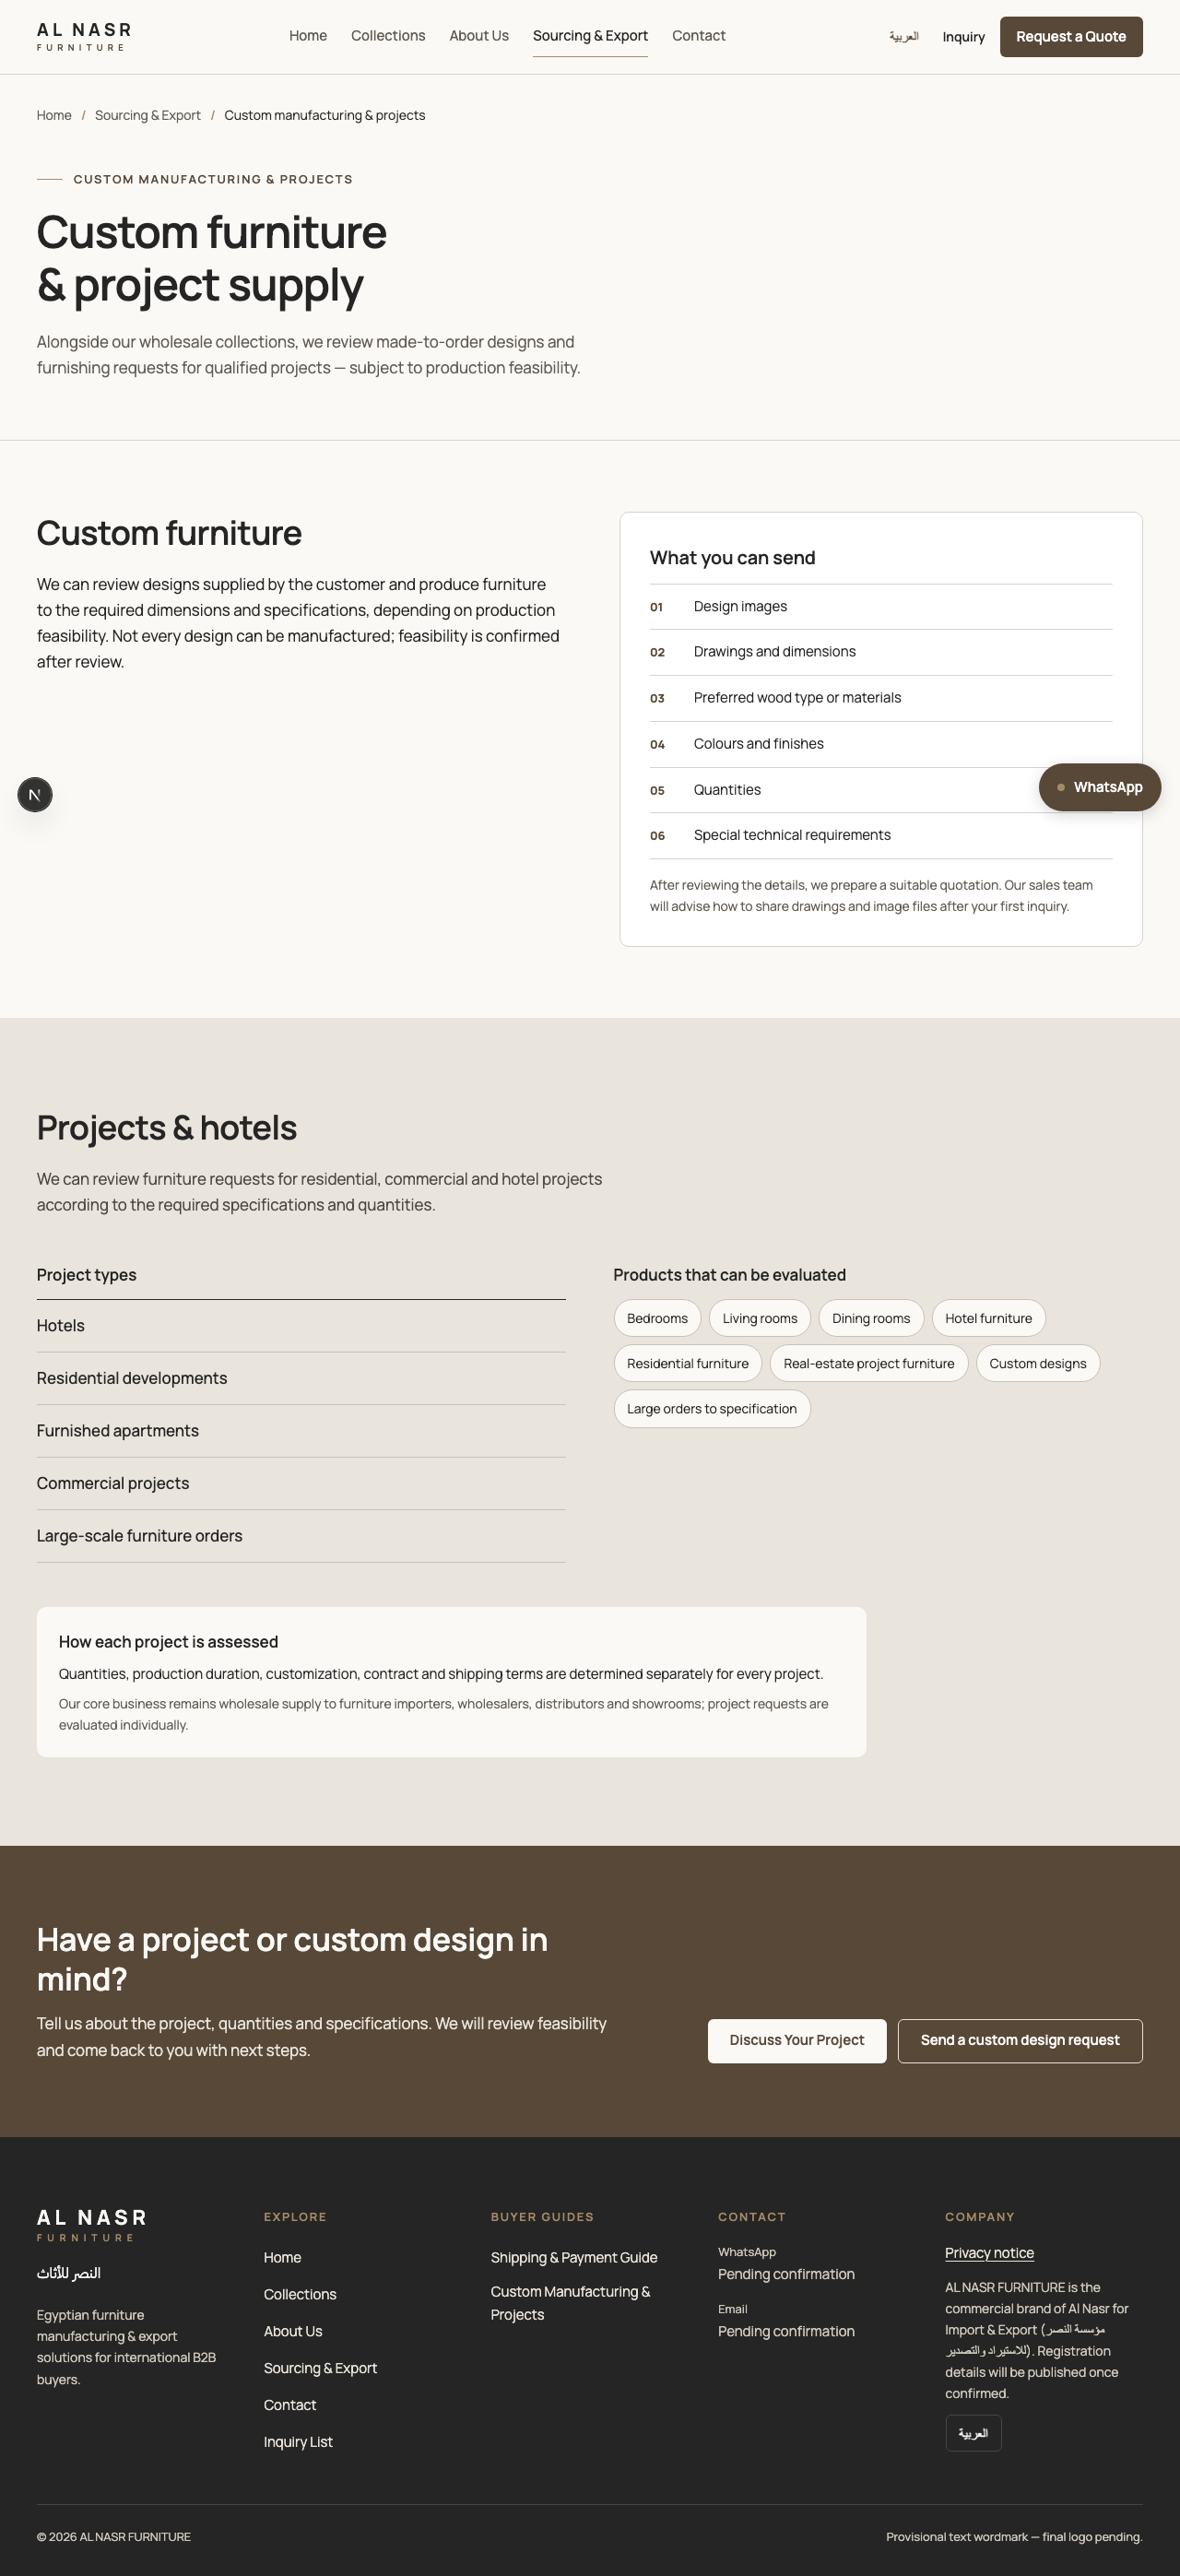 AL NASR
FURNITURE
Home
Collections
About Us
Sourcing & Export
Contact
العربية
Inquiry
Request a Quote
Home / Sourcing & Export / Custom manufacturing & projects
CUSTOM MANUFACTURING & PROJECTS
Custom furniture
& project supply
Alongside our wholesale collections, we review made-to-order designs and
furnishing requests for qualified projects — subject to production feasibility.
Custom furniture
We can review designs supplied by the customer and produce furniture
to the required dimensions and specifications, depending on production
feasibility. Not every design can be manufactured; feasibility is confirmed
after review.
What you can send
01 Design images
02 Drawings and dimensions
03 Preferred wood type or materials
04 Colours and finishes
05 Quantities
06 Special technical requirements
After reviewing the details, we prepare a suitable quotation. Our sales team
will advise how to share drawings and image files after your first inquiry.
N
WhatsApp
Projects & hotels
We can review furniture requests for residential, commercial and hotel projects
according to the required specifications and quantities.
Project types
Hotels
Residential developments
Furnished apartments
Commercial projects
Large-scale furniture orders
Products that can be evaluated
Bedrooms
Living rooms
Dining rooms
Hotel furniture
Residential furniture
Real-estate project furniture
Custom designs
Large orders to specification
How each project is assessed
Quantities, production duration, customization, contract and shipping terms are determined separately for every project.
Our core business remains wholesale supply to furniture importers, wholesalers, distributors and showrooms; project requests are
evaluated individually.
Have a project or custom design in
mind?
Tell us about the project, quantities and specifications. We will review feasibility
and come back to you with next steps.
Discuss Your Project
Send a custom design request
AL NASR
FURNITURE
النصر للأثاث
Egyptian furniture
manufacturing & export
solutions for international B2B
buyers.
EXPLORE
Home
Collections
About Us
Sourcing & Export
Contact
Inquiry List
BUYER GUIDES
Shipping & Payment Guide
Custom Manufacturing &
Projects
CONTACT
WhatsApp
Pending confirmation
Email
Pending confirmation
COMPANY
Privacy notice
AL NASR FURNITURE is the
commercial brand of Al Nasr for
Import & Export (مؤسسة النصر
للاستيراد والتصدير). Registration
details will be published once
confirmed.
العربية
© 2026 AL NASR FURNITURE
Provisional text wordmark — final logo pending.